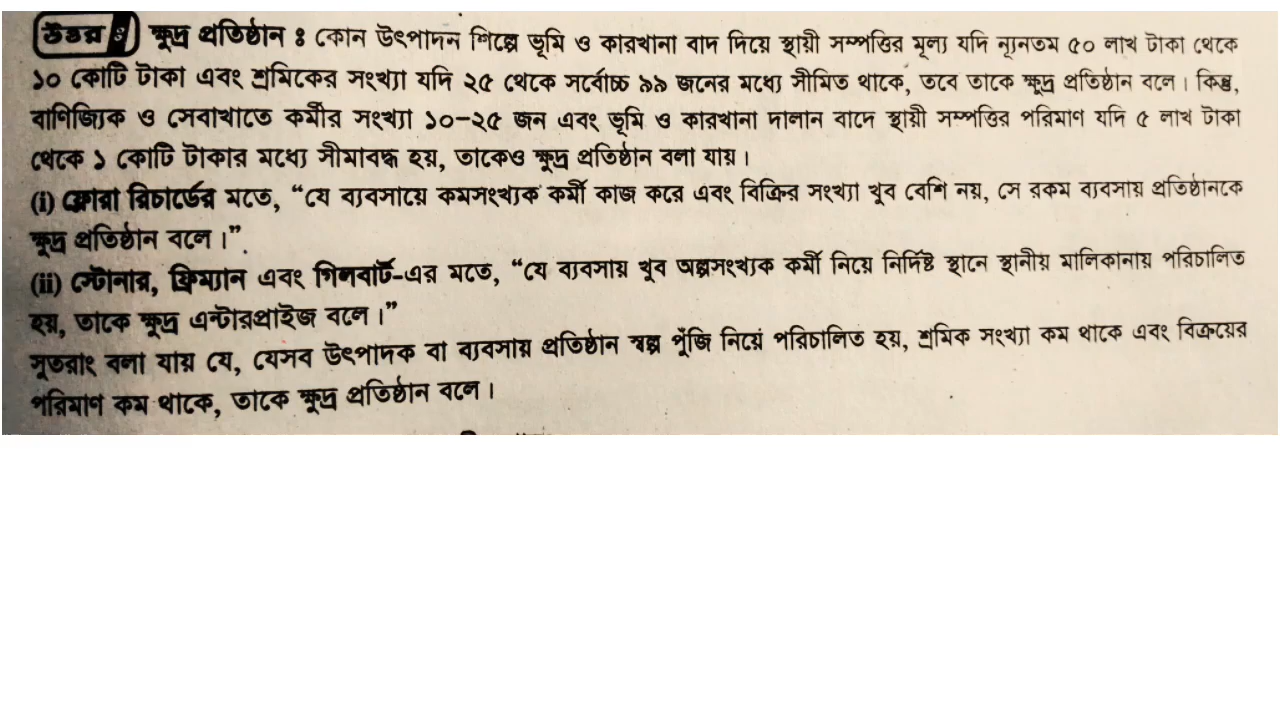 উত্তর ঃ ক্ষুদ্র প্রতিষ্ঠান ঃ কোন উৎপাদন শিল্পে ভূমি ও কারখানা বাদ দিয়ে স্থায়ী সম্পত্তির মূল্য যদি ন্যূনতম ৫০ লাখ টাকা থেকে
১০ কোটি টাকা এবং শ্রমিকের সংখ্যা যদি ২৫ থেকে সর্বোচ্চ ৯৯ জনের মধ্যে সীমিত থাকে, তবে তাকে ক্ষুদ্র প্রতিষ্ঠান বলে। কিন্তু,
বাণিজ্যিক ও সেবাখাতে কর্মীর সংখ্যা ১০-২৫ জন এবং ভূমি ও কারখানা দালান বাদে স্থায়ী সম্পত্তির পরিমাণ যদি ৫ লাখ টাকা
থেকে ১ কোটি টাকার মধ্যে সীমাবদ্ধ হয়, তাকেও ক্ষুদ্র প্রতিষ্ঠান বলা যায়।
(i) ফ্লোরা রিচার্ডের মতে, “যে ব্যবসায়ে কমসংখ্যক কর্মী কাজ করে এবং বিক্রির সংখ্যা খুব বেশি নয়, সে রকম ব্যবসায় প্রতিষ্ঠানকে
ক্ষুদ্র প্রতিষ্ঠান বলে।”
(ii) স্টোনার, ফ্রিম্যান এবং গিলবার্ট-এর মতে, “যে ব্যবসায় খুব অল্পসংখ্যক কর্মী নিয়ে নির্দিষ্ট স্থানে স্থানীয় মালিকানায় পরিচালিত
হয়, তাকে ক্ষুদ্র এন্টারপ্রাইজ বলে।”
সুতরাং বলা যায় যে, যেসব উৎপাদক বা ব্যবসায় প্রতিষ্ঠান স্বল্প পুঁজি নিয়ে পরিচালিত হয়, শ্রমিক সংখ্যা কম থাকে এবং বিক্রয়ের
পরিমাণ কম থাকে, তাকে ক্ষুদ্র প্রতিষ্ঠান বলে।